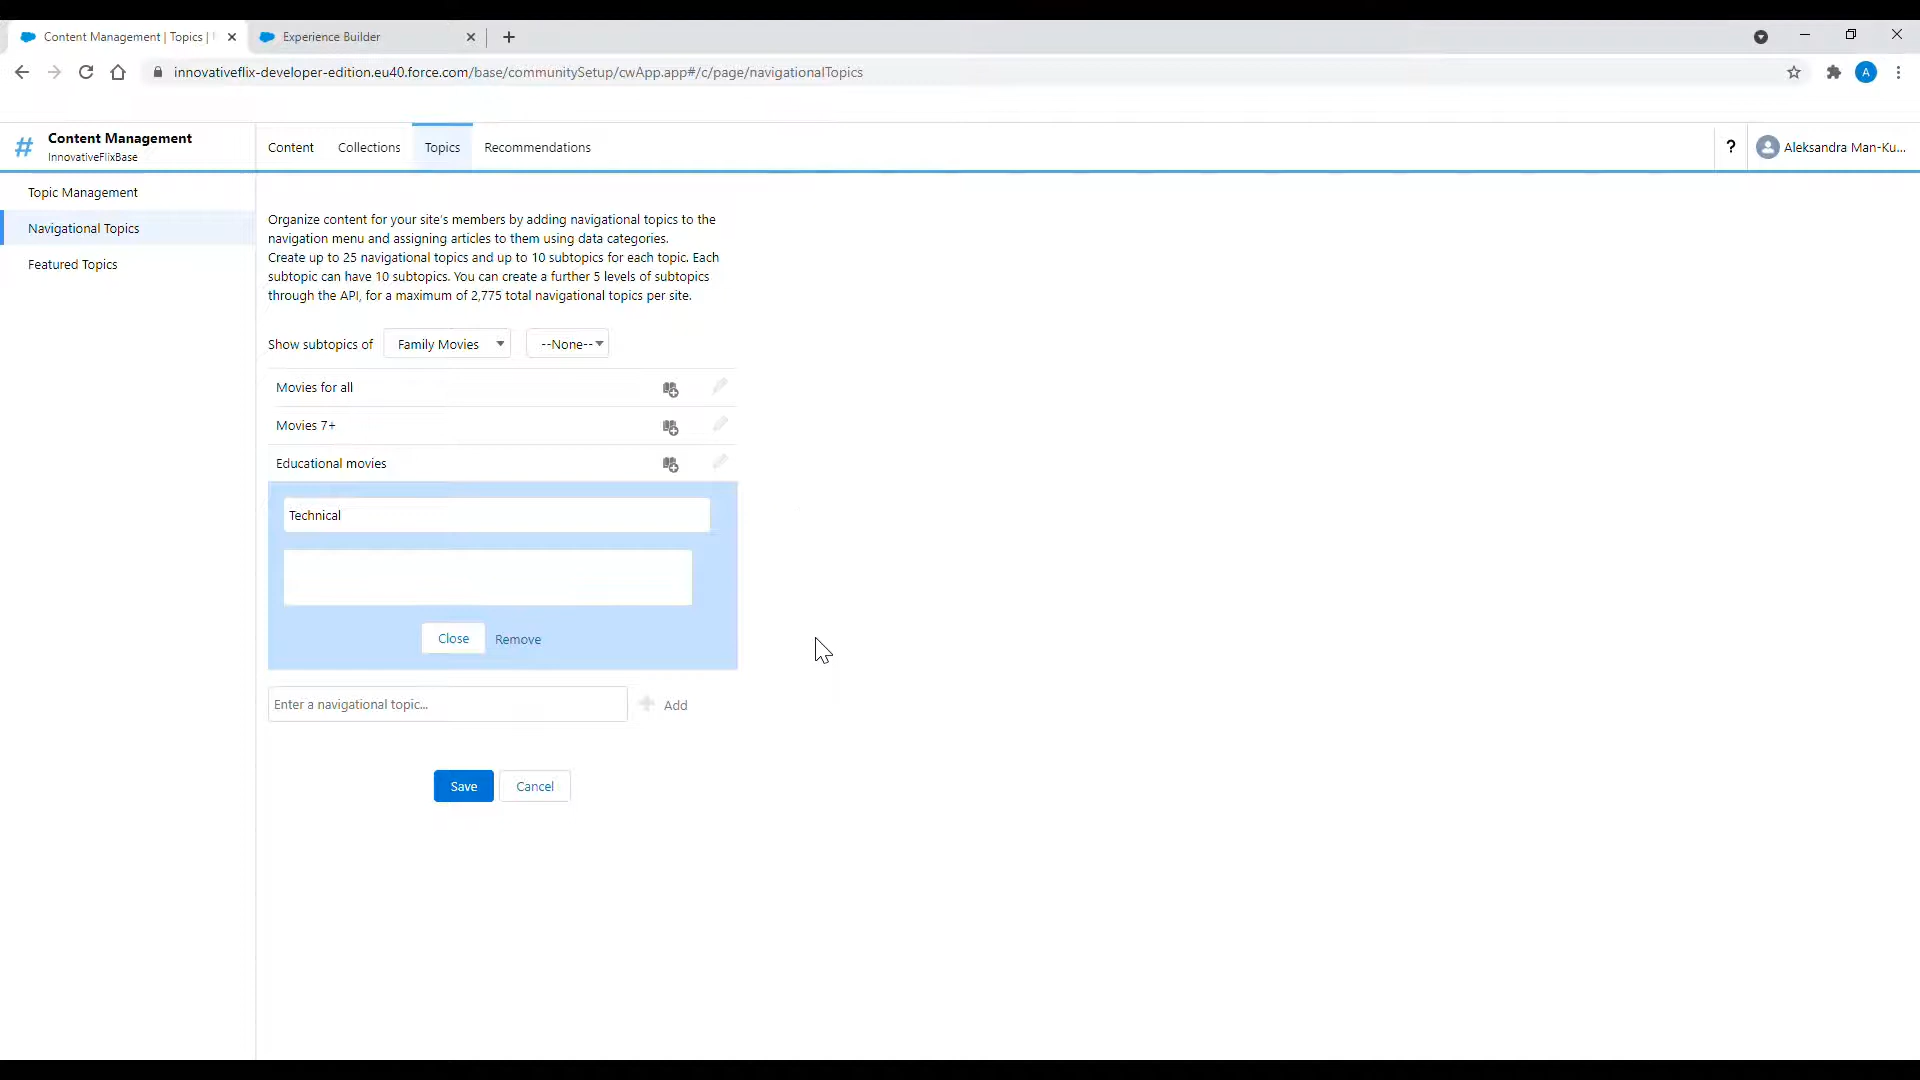 Content Management | Topics |
Experience Builder
innovativeflix-developer-edition.eu40.force.com/base/communitySetup/cwApp.app#/c/page/navigationalTopics
A
Content Management
InnovativeFlixBase
Content
Collections
Topics
Recommendations
?
Aleksandra Man-Ku...
Topic Management
Navigational Topics
Featured Topics
Organize content for your site's members by adding navigational topics to the
navigation menu and assigning articles to them using data categories.
Create up to 25 navigational topics and up to 10 subtopics for each topic. Each
subtopic can have 10 subtopics. You can create a further 5 levels of subtopics
through the API, for a maximum of 2,775 total navigational topics per site.
Show subtopics of
Family Movies
--None--
Movies for all
Movies 7+
Educational movies
Technical
Close
Remove
Enter a navigational topic...
Add
Save
Cancel